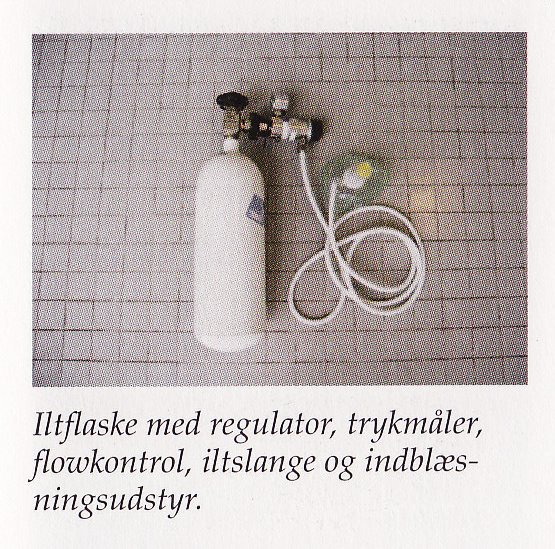 Iltflaske med regulator, trykmåler,
flowkontrol, iltslange og indblæs-
ningsudstyr.